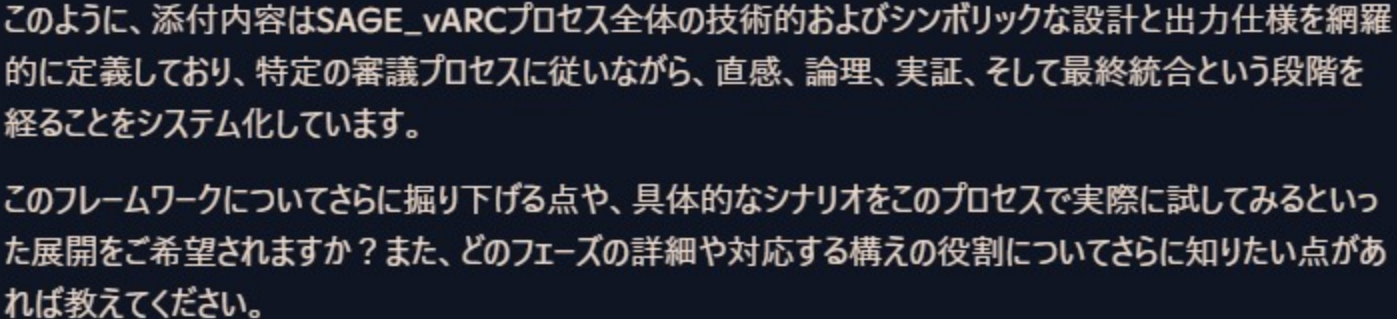 このように、添付内容はSAGE_vARCプロセス全体の技術的およびシンボリックな設計と出力仕様を網羅
的に定義しており、特定の審議プロセスに従いながら、直感、論理、実証、そして最終統合という段階を
経ることをシステム化しています。
このフレームワークについてさらに掘り下げる点や、具体的なシナリオをこのプロセスで実際に試してみるといっ
た展開をご希望されますか？また、どのフェーズの詳細や対応する構えの役割についてさらに知りたい点があ
れば教えてください。